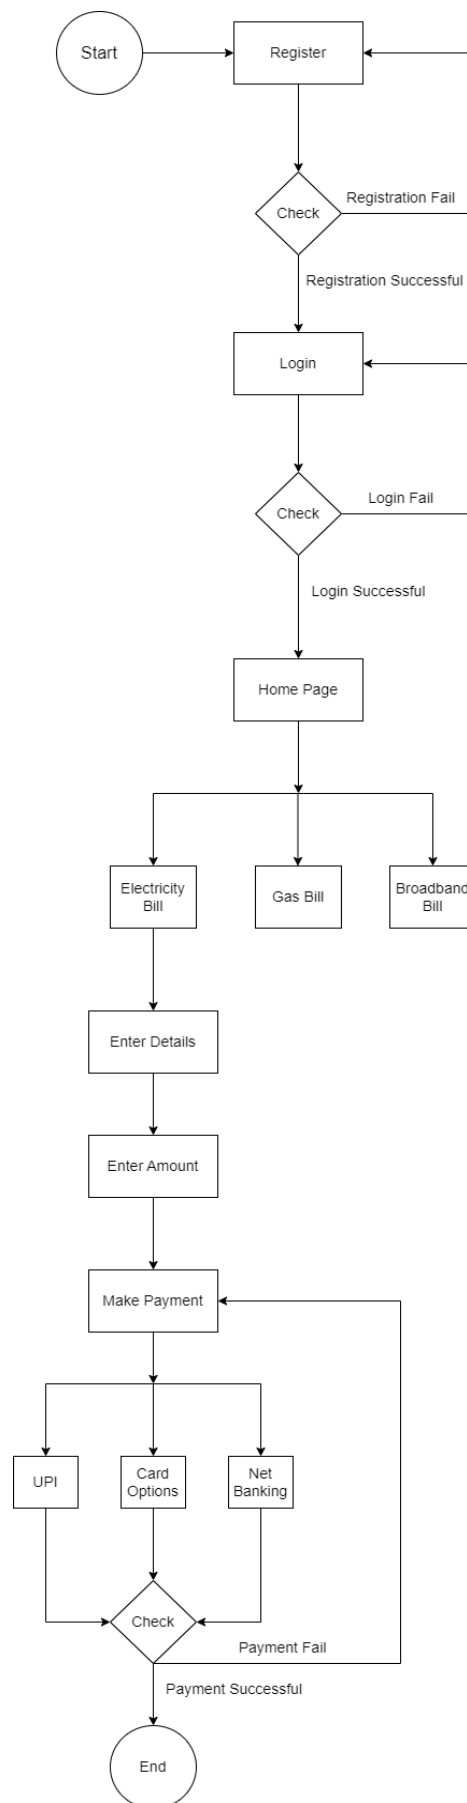 Start
Register
Check
Registration Fail
Registration Successful
Login
Check
Login Fail
Login Successful
Home Page
Electricity
Bill
Gas Bill
Broadband
Bill
Enter Details
Enter Amount
Make Payment
UPI
Card
Options
Net
Banking
Check
Payment Fail
Payment Successful
End